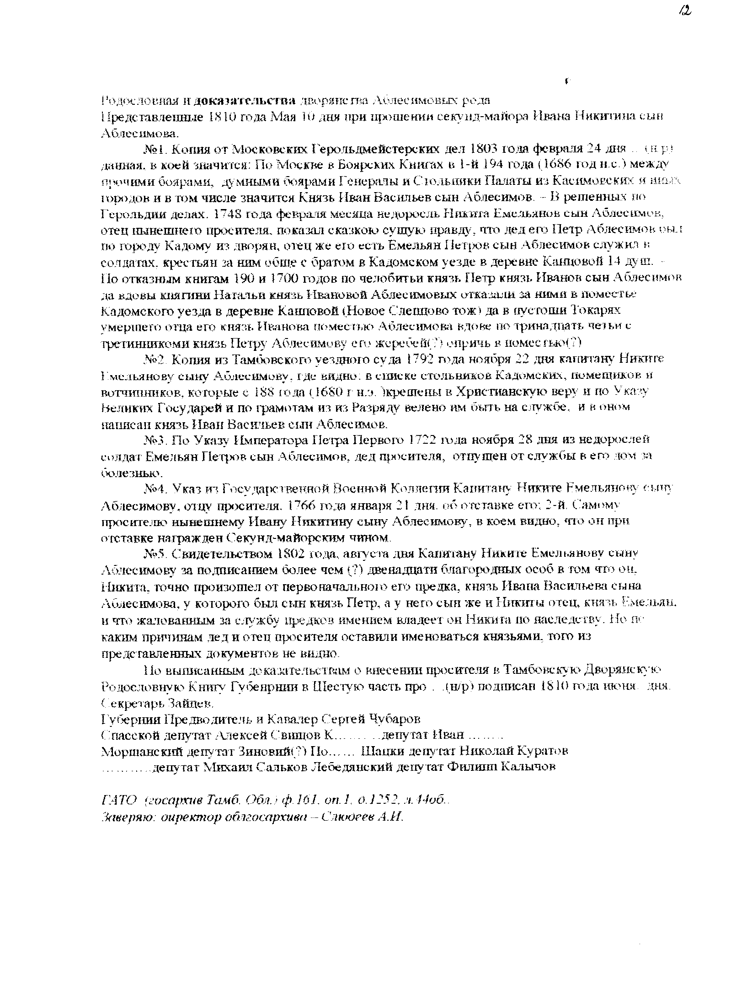 12
Родословная и доказательства дворянства Аблесимовых рода
Представленные 1810 года Мая 10 дня при прошении секунд-майора Ивана Никитина сын
Аблесимова.
№1. Копия от Московских Герольдмейстерских дел 1803 года февраля 24 дня ... (н/р)
данная, в коей значится: По Москве в Боярских Книгах в 1-й 194 года (1686 год н.с.) между
прочими боярами, думными боярами Генералы и Стольники Палаты из Касимовских и иных
городов и в том числе значится Князь Иван Васильев сын Аблесимов. – В решенных по
Герольдии делах, 1748 года февраля месяца недоросль Никита Емельянов сын Аблесимов,
отец нынешнего просителя, показал сказкою сущую правду, что дед его Петр Аблесимов был
по городу Кадому из дворян, отец же его есть Емельян Петров сын Аблесимов служил в
солдатах, крестьян за ним обще с братом в Кадомском уезде в деревне Канцовой 14 душ. -
По отказным книгам 190 и 1700 годов по челобитьи князь Петр князь Иванов сын Аблесимов
да вдовы княгини Натальи князь Ивановой Аблесимовых отказали за ними в поместье
Кадомского уезда в деревне Канцовой (Новое Слепцово тож) да в пустоши Токарях
умершего отца его князь Иванова поместью Аблесимова вдове по тринадцать четьи с
третинникоми князь Петру Аблесимову его жеребей(?) опричь в поместью(?)
№2. Копия из Тамбовского уездного суда 1792 года ноября 22 дня капитану Никите
Емельянову сыну Аблесимову, где видно: в списке стольников Кадомских, помещиков и
вотчинников, которые с 188 года (1680 г н.э. )крещены в Христианскую веру и по Указу
Великих Государей и по грамотам из из Разряду велено им быть на службе, и в оном
написан князь Иван Васильев сын Аблесимов.
№3. По Указу Императора Петра Первого 1722 года ноября 28 дня из недорослей
солдат Емельян Петров сын Аблесимов, дед просителя, отпущен от службы в его дом за
болезнью.
№4. Указ из Государственной Военной Коллегии Капитану Никите Емельянову сыну
Аблесимову, отцу просителя, 1766 года января 21 дня, об отставке его; 2-й. Самому
просителю нынешнему Ивану Никитину сыну Аблесимову, в коем видно, что он при
отставке награжден Секунд-майорским чином.
№5. Свидетельством 1802 года, августа дня Капитану Никите Емельянову сыну
Аблесимову за подписанием более чем (?) двенадцати благородных особ в том что он,
Никита, точно произошел от первоначального его предка, князь Ивана Васильева сына
Аблесимова, у которого был сын князь Петр, а у него сын же и Никиты отец, князь Емельян,
и что жалованным за службу предков имением владеет он Никита по наследству. Но по
каким причинам дед и отец просителя оставили именоваться князьями, того из
представленных документов не видно.
По выписанным доказательствам о внесении просителя в Тамбовскую Дворянскую
Родословную Книгу Губенрнии в Шестую часть про . .(н/р) подписан 1810 года июня. дня.
Секретарь Зайцев.
Губернии Предводитель и Кавалер Сергей Чубаров
Спасской депутат Алексей Свищов К..........депутат Иван ........
Моршанский депутат Зиновий(?) По...... Шацки депутат Николай Куратов
...........депутат Михаил Сальков Лебедянский депутат Филипп Калычов
ГАТО (госархив Тамб. Обл.) ф.161, оп.1, д.1252, л.44об..
Заверяю: директор облгосархива – Слюдеев А.И.